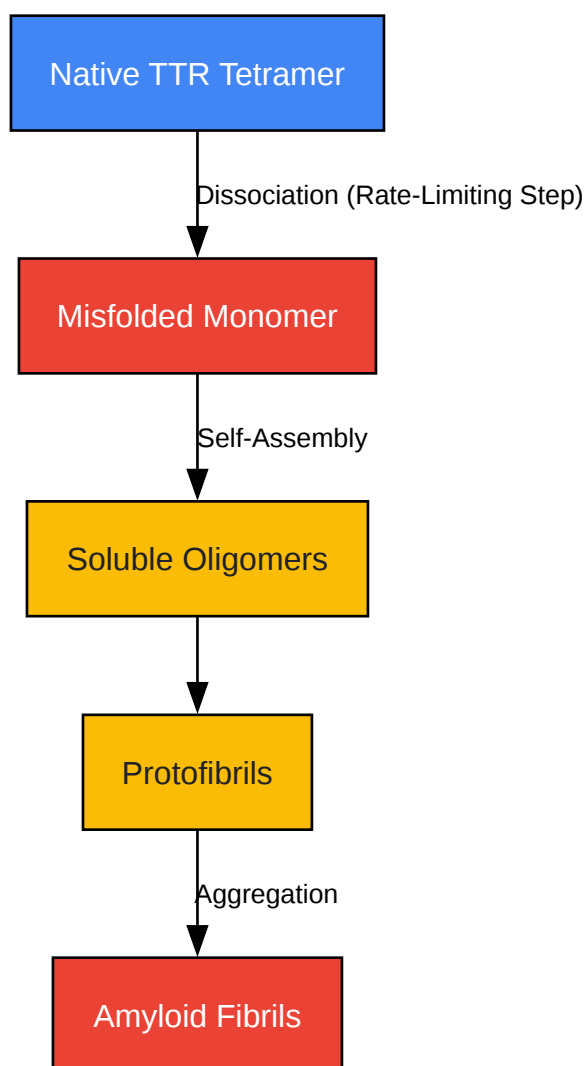 Native TTR Tetramer
Dissociation (Rate-Limiting Step)
Misfolded Monomer
Self-Assembly
Soluble Oligomers
Protofibrils
Aggregation
Amyloid Fibrils